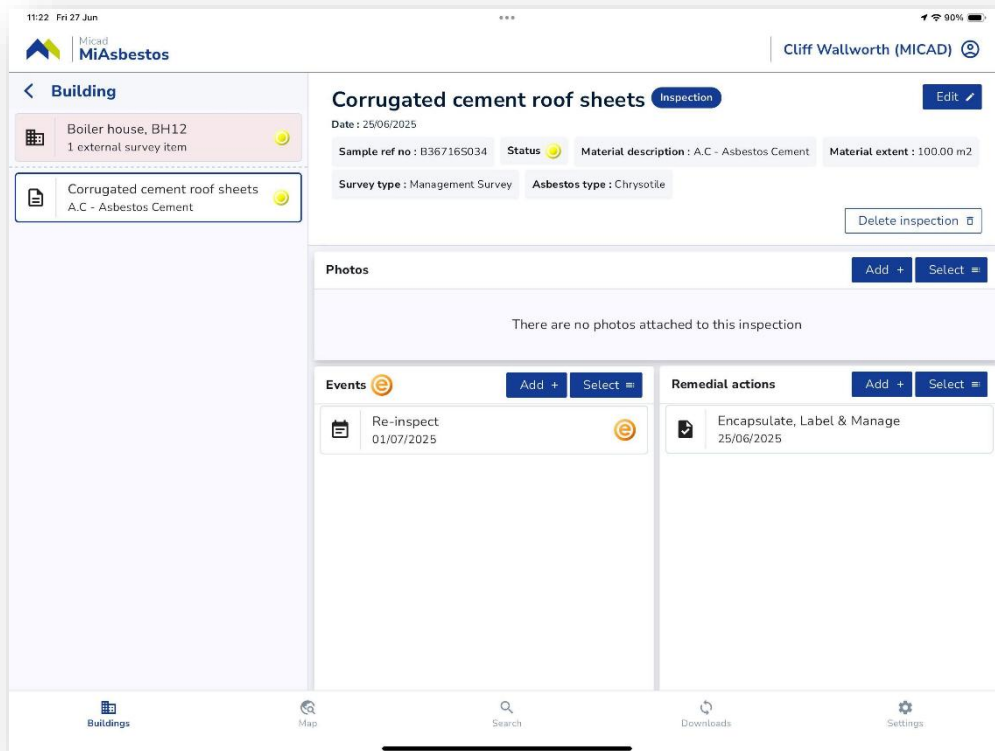 11:22 Fri 27 Jun
90%
Micad
MiAsbestos
Cliff Wallworth (MICAD)
Building
Boiler house, BH12
1 external survey item
Corrugated cement roof sheets
A.C - Asbestos Cement
Corrugated cement roof sheets Inspection
Edit
Date : 25/06/2025
Sample ref no : B36716S034 Status Material description : A.C - Asbestos Cement Material extent : 100.00 m2
Survey type : Management Survey Asbestos type : Chrysotile
Delete inspection
Photos Add + Select
There are no photos attached to this inspection
Events e Add + Select
Re-inspect e
01/07/2025
Remedial actions Add + Select
Encapsulate, Label & Manage
25/06/2025
Buildings Map Search Downloads Settings